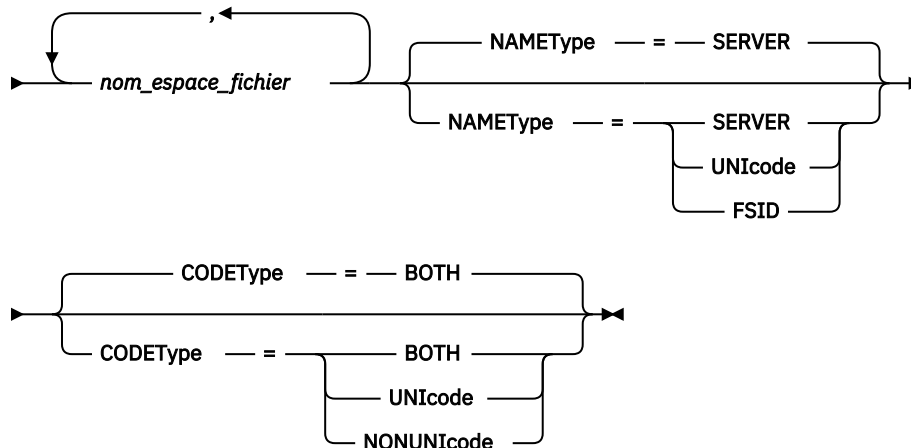 ,
nom_espace_fichier
NAMEType = SERVER
NAMEType = SERVER
UNIcode
FSID
CODEType = BOTH
CODEType = BOTH
UNIcode
NONUNIcode